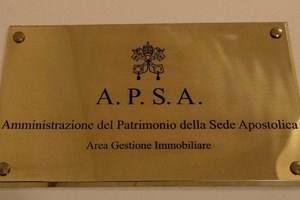 A. P. S. A.
Amministrazione del Patrimonio della Sede Apostolica
Area Gestione Immobiliare